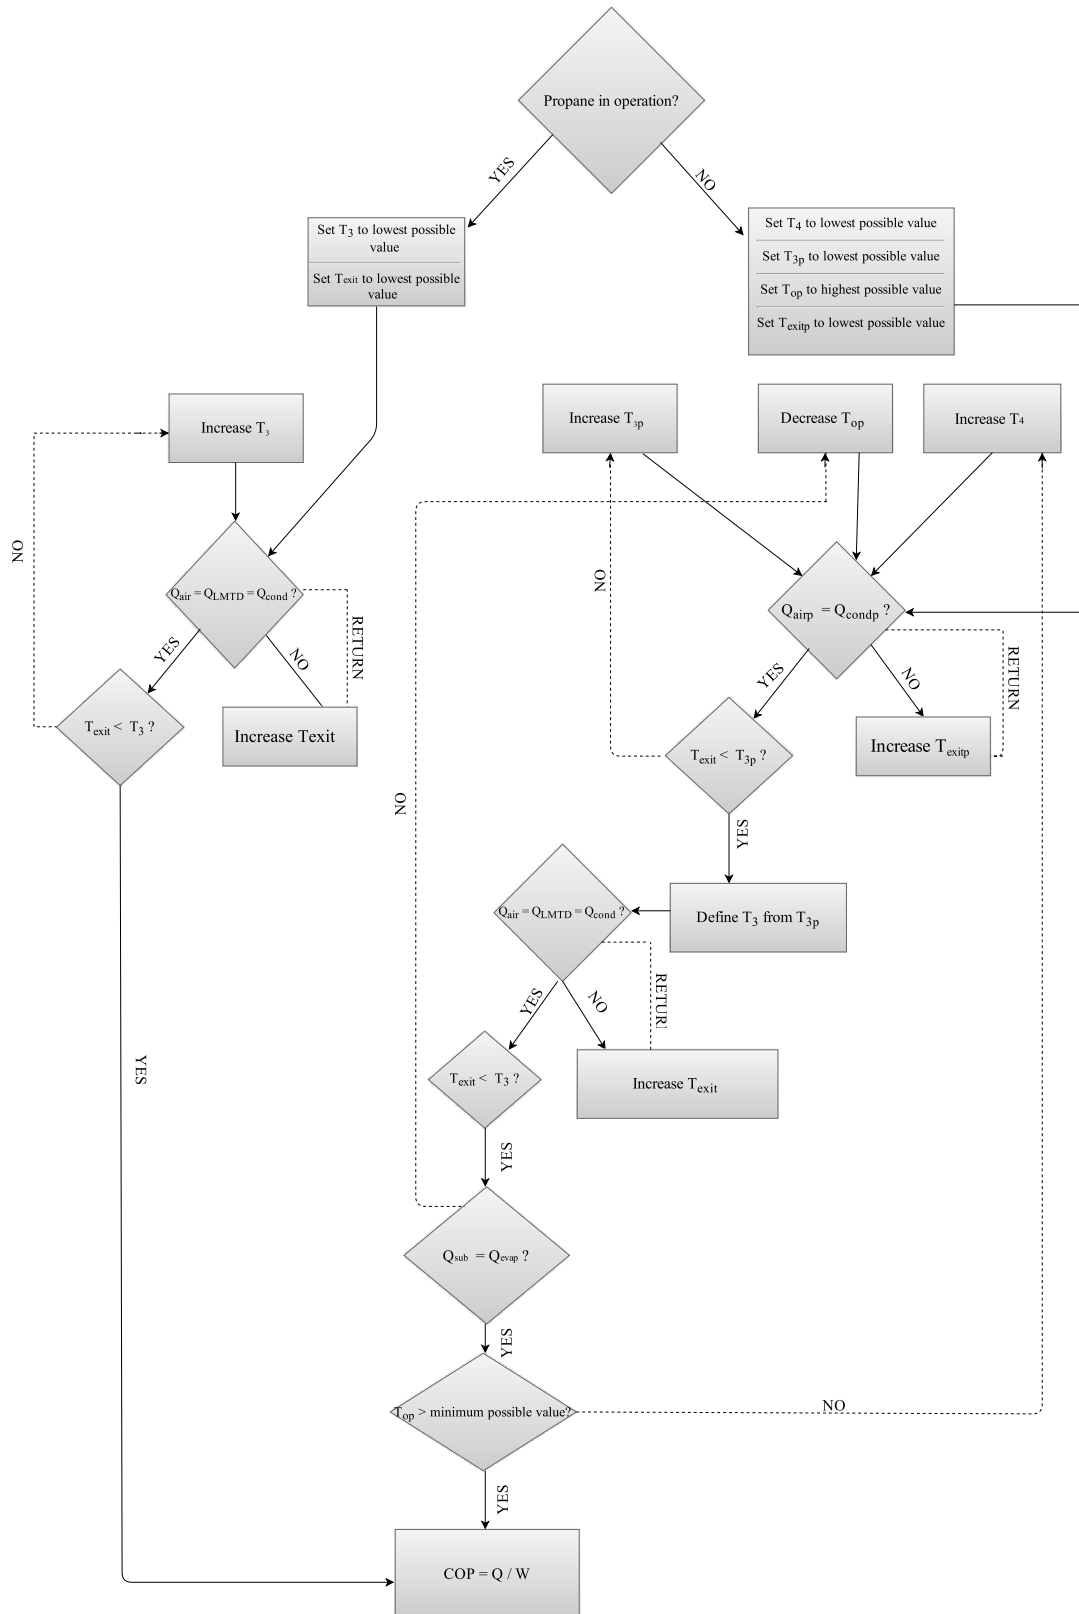 Propane in operation?
YES
NO
Set T3 to lowest possible
value
Set Texit to lowest possible
value
Set T4 to lowest possible value
Set T3p to lowest possible value
Set Top to highest possible value
Set Texitp to lowest possible value
Increase T3
Increase T3p
Decrease Top
Increase T4
NO
Qair = QLMTD = Qcond ?
RETURN
YES
NO
NO
Qairp = Qcondp ?
RETURN
YES
NO
Texit < T3 ?
Increase Texit
Texit < T3p ?
Increase Texitp
NO
YES
Qair = QLMTD = Qcond ?
Define T3 from T3p
RETUR
YES
NO
YES
Texit < T3 ?
Increase Texit
YES
Qsub = Qevap ?
YES
Top > minimum possible value?
NO
YES
COP = Q / W